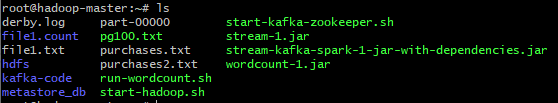 root@hadoop-master:~# ls
derby.log part-00000 start-kafka-zookeeper.sh
file1.count pg100.txt stream-1.jar
file1.txt purchases.txt stream-kafka-spark-1-jar-with-dependencies.jar
hdfs purchases2.txt wordcount-1.jar
kafka-code run-wordcount.sh
metastore_db start-hadoop.sh